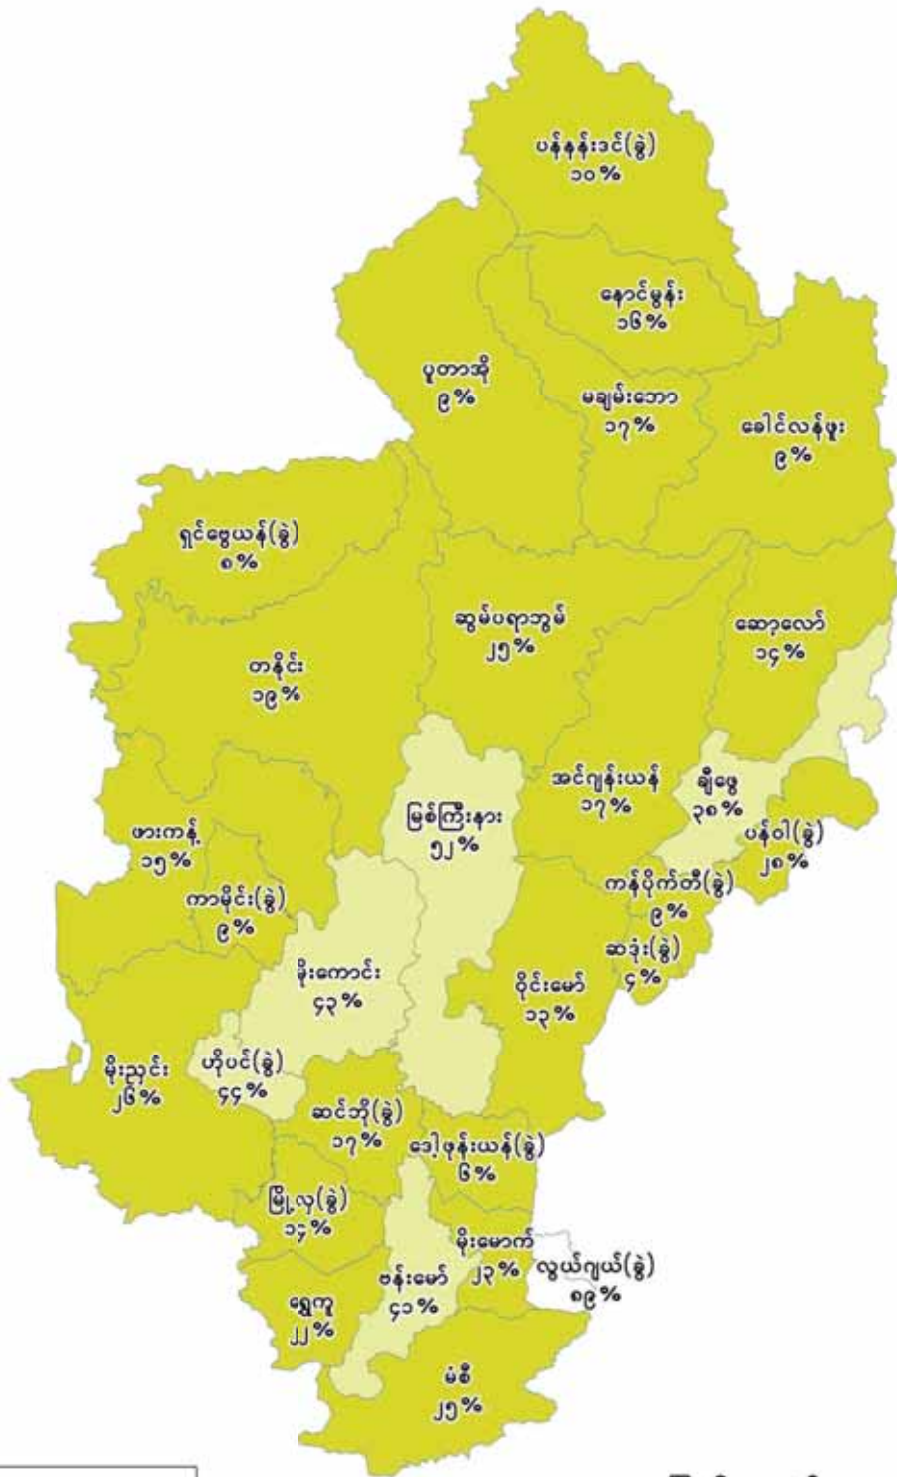 ပန်နန်းဒင်(ခွဲ)
၁၀%
နောင်မွန်း
၁၆%
ပူတာအို
၉%
မချမ်းဘော
၁၇%
ခေါင်လန်ဖူး
၉%
ရှင်ဗွေယန်(ခွဲ)
၈%
ဆွမ်ပရာဘွမ်
၂၅%
ဆော့လော်
၁၄%
တနိုင်း
၁၉%
အင်ဂျန်းယန်
၁၇%
ချီဖွေ
၃၈%
မြစ်ကြီးနား
၅၂%
ဖားကန့်
၁၅%
ပန်ဝါ(ခွဲ)
၂၈%
ကန်ပိုက်တီ(ခွဲ)
၉%
ကာမိုင်း(ခွဲ)
၉%
ဆဒုံး(ခွဲ)
၄%
မိုးကောင်း
၄၃%
ဝိုင်းမော်
၁၃%
မိုးညှင်း
၂၆%
ဟိုပင်(ခွဲ)
၄၄%
ဆင်ဘို(ခွဲ)
၁၇%
ဒေါ့ဖုန်းယန်(ခွဲ)
၆%
မြို့လှ(ခွဲ)
၁၄%
မိုးမောက်
၂၃%
လွယ်ဂျယ်(ခွဲ)
၈၉%
ဗန်းမော်
၄၁%
ရွှေကူ
၂၂%
မံစီ
၂၅%